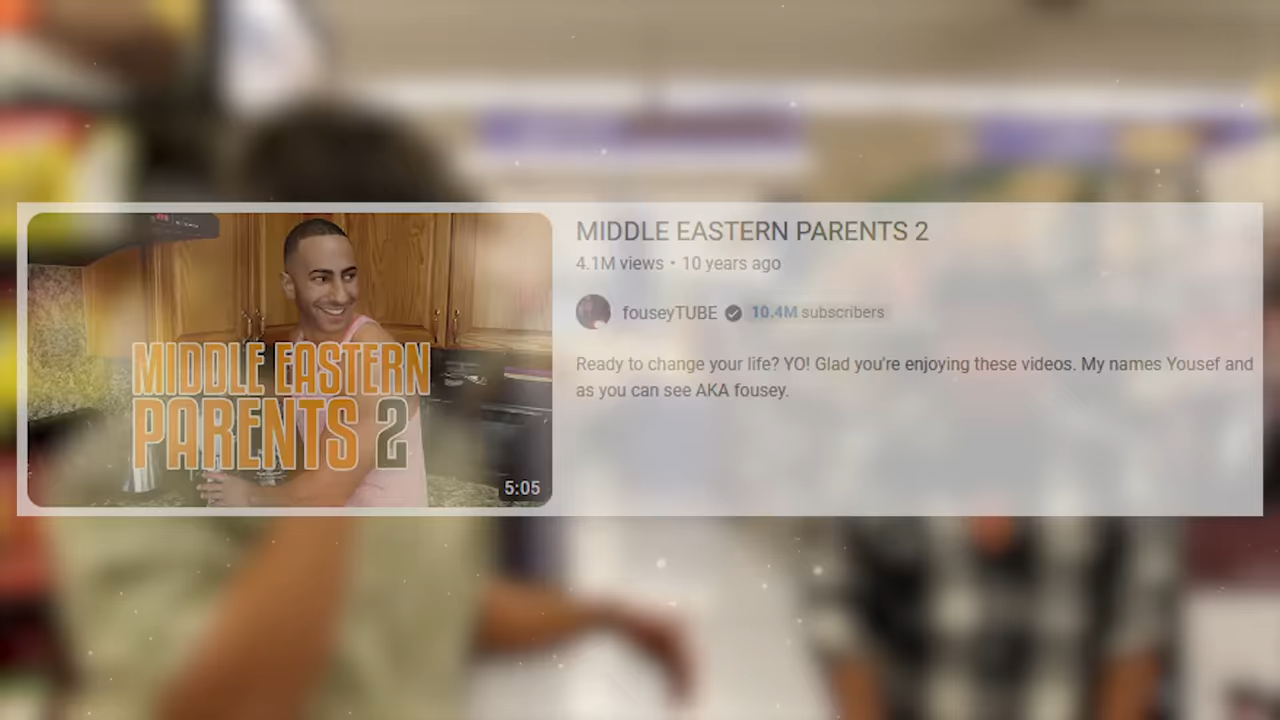 MIDDLE EASTERN
PARENTS 2
5:05
MIDDLE EASTERN PARENTS 2
4.1M views • 10 years ago
fouseyTUBE 10.4M subscribers
Ready to change your life? YO! Glad you're enjoying these videos. My names Yousef and
as you can see AKA fousey.